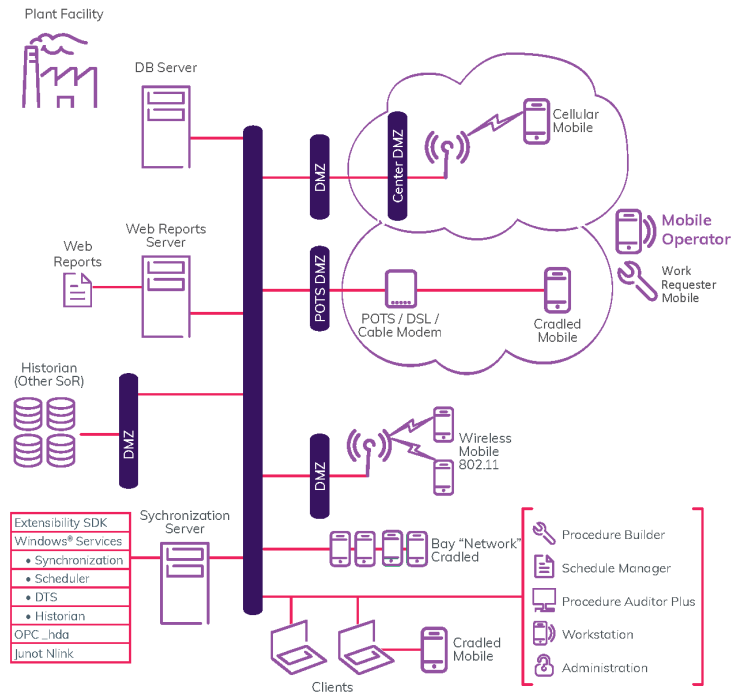 Plant Facility
DB Server
Cellular
Mobile
DMZ
Center DMZ
Mobile
Operator
Work
Requester
Mobile
Web
Reports
Web Reports
Server
POTS DMZ
POTS / DSL /
Cable Modem
Cradled
Mobile
Historian
(Other SoR)
DMZ
DMZ
Wireless
Mobile
802.11
Sychronization
Server
Extensibility SDK
Windows® Services
• Synchronization
• Scheduler
• DTS
• Historian
OPC_hda
Junot Nlink
Bay “Network”
Cradled
Clients
Cradled
Mobile
Procedure Builder
Schedule Manager
Procedure Auditor Plus
Workstation
Administration